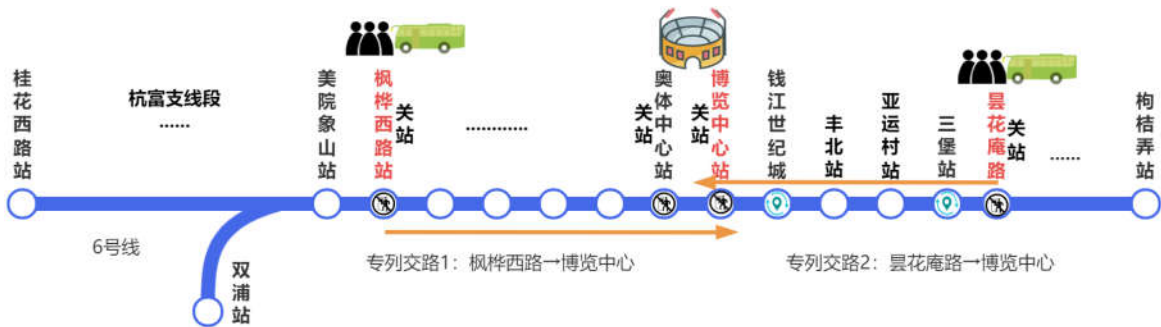 桂花西路站
杭富支线段
......
美院象山站
枫桦西路站
关站
............
奥体中心站
关站
博览中心站
关站
钱江世纪城
丰北站
亚运村站
三堡站
昙花庵路
关站
......
枸桔弄站
6号线
双浦站
专列交路1：枫桦西路→博览中心
专列交路2：昙花庵路→博览中心